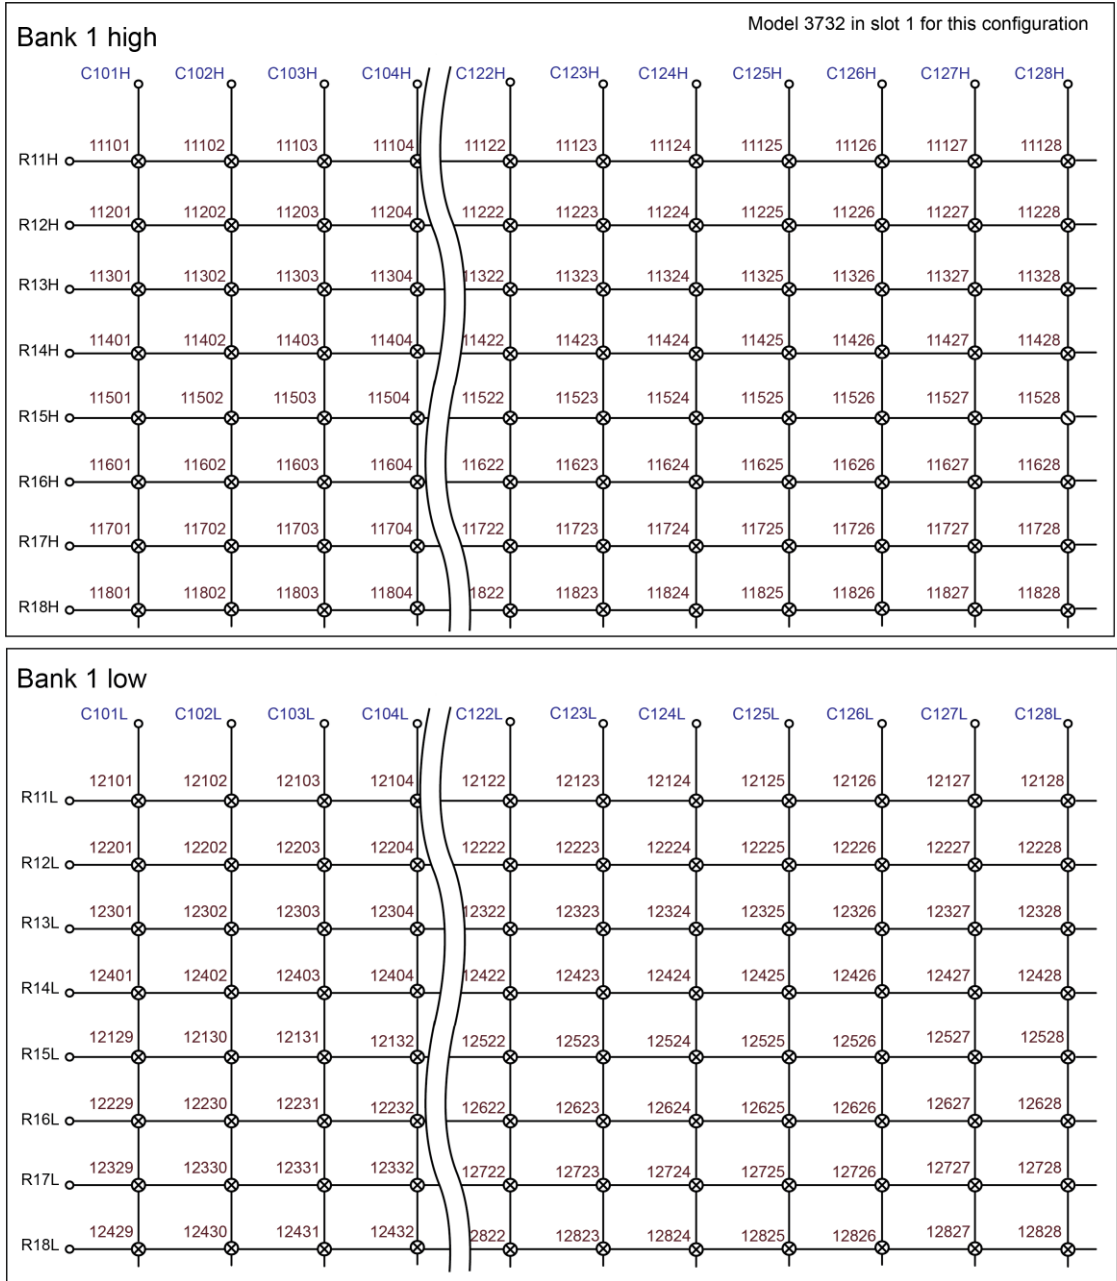 Model 3732 in slot 1 for this configuration
Bank 1 high
C101H C102H C103H C104H C122H C123H C124H C125H C126H C127H C128H
11101 11102 11103 11104 11122 11123 11124 11125 11126 11127 11128
R11H
11201 11202 11203 11204 11222 11223 11224 11225 11226 11227 11228
R12H
11301 11302 11303 11304 11322 11323 11324 11325 11326 11327 11328
R13H
11401 11402 11403 11404 11422 11423 11424 11425 11426 11427 11428
R14H
11501 11502 11503 11504 11522 11523 11524 11525 11526 11527 11528
R15H
11601 11602 11603 11604 11622 11623 11624 11625 11626 11627 11628
R16H
11701 11702 11703 11704 11722 11723 11724 11725 11726 11727 11728
R17H
11801 11802 11803 11804 1822 11823 11824 11825 11826 11827 11828
R18H
Bank 1 low
C101L C102L C103L C104L C122L C123L C124L C125L C126L C127L C128L
12101 12102 12103 12104 12122 12123 12124 12125 12126 12127 12128
R11L
12201 12202 12203 12204 12222 12223 12224 12225 12226 12227 12228
R12L
12301 12302 12303 12304 12322 12323 12324 12325 12326 12327 12328
R13L
12401 12402 12403 12404 12422 12423 12424 12425 12426 12427 12428
R14L
12129 12130 12131 12132 12522 12523 12524 12525 12526 12527 12528
R15L
12229 12230 12231 12232 12622 12623 12624 12625 12626 12627 12628
R16L
12329 12330 12331 12332 12722 12723 12724 12725 12726 12727 12728
R17L
12429 12430 12431 12432 2822 12823 12824 12825 12826 12827 12828
R18L